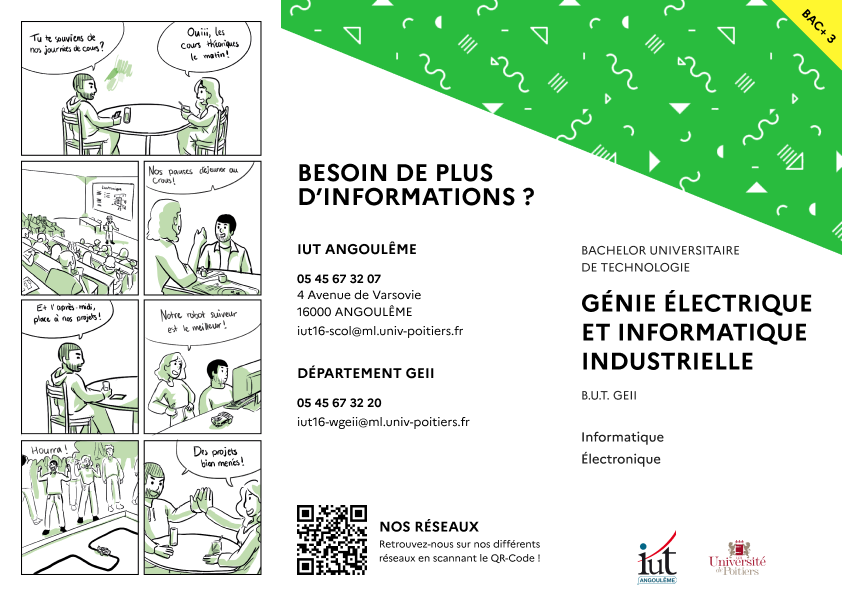 Tu te souviens de
nos journées de cours?
Ouiii, les
cours théoriques
le matin!
Nos pauses déjeuner au
Crous!
Et l'après-midi,
place à nos projets!
Notre robot suiveur
est le meilleur!
Hourra!
Des projets
bien menés!
BESOIN DE PLUS
D'INFORMATIONS ?
IUT ANGOULÊME
05 45 67 32 07
4 Avenue de Varsovie
16000 ANGOULÊME
iut16-scol@ml.univ-poitiers.fr
DÉPARTEMENT GEII
05 45 67 32 20
iut16-wgeii@ml.univ-poitiers.fr
NOS RÉSEAUX
Retrouvez-nous sur nos différents
réseaux en scannant le QR-Code !
BAC+ 3
BACHELOR UNIVERSITAIRE
DE TECHNOLOGIE
GÉNIE ÉLECTRIQUE
ET INFORMATIQUE
INDUSTRIELLE
B.U.T. GEII
Informatique
Électronique
iut
ANGOULÊME
Université
de Poitiers